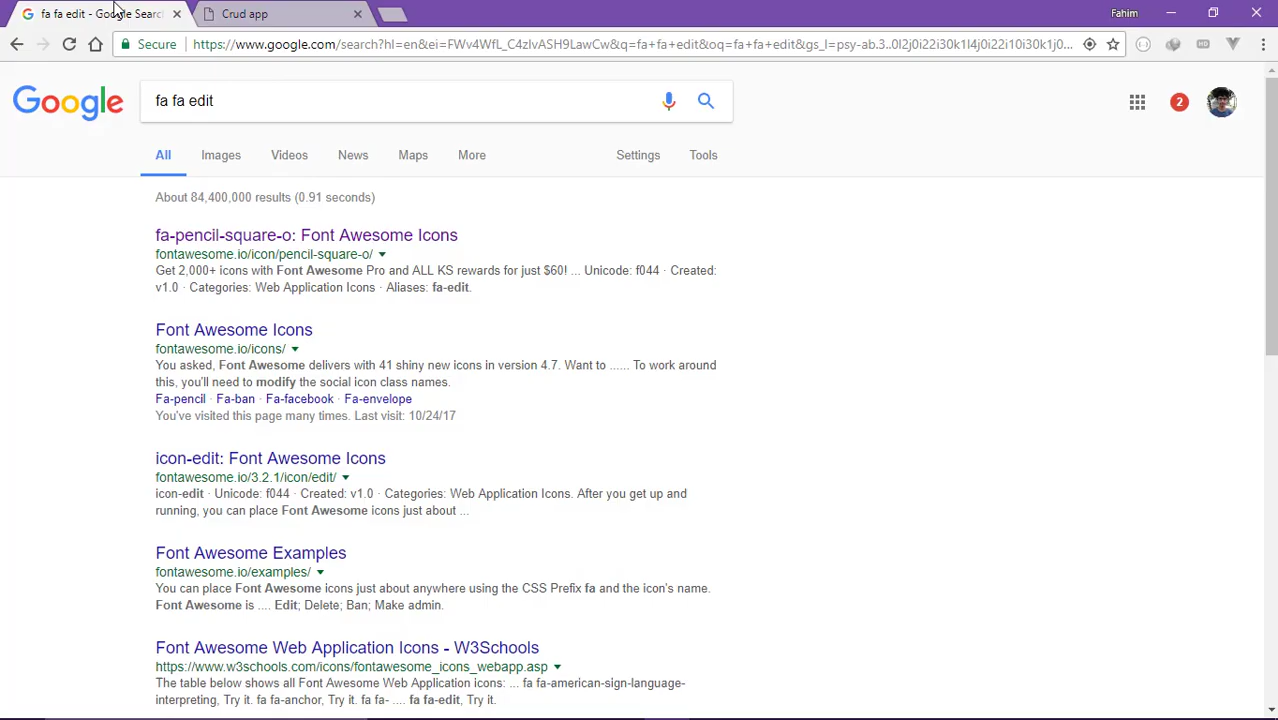 fa fa edit - Google Searc
Crud app
Fahim
Secure
https://www.google.com/search?hl=en&ei=FWv4WfL_C4zIvASH9LawCw&q=fa+fa+edit&oq=fa+fa+edit&gs_l=psy-ab.3..0l2j0i22i30k1l4j0i22i10i30k1j0...
Google
fa fa edit
2
All
Images
Videos
News
Maps
More
Settings
Tools
About 84,400,000 results (0.91 seconds)
fa-pencil-square-o: Font Awesome Icons
fontawesome.io/icon/pencil-square-o/
Get 2,000+ icons with Font Awesome Pro and ALL KS rewards for just $60! ... Unicode: f044 · Created:
v1.0 · Categories: Web Application Icons · Aliases: fa-edit.
Font Awesome Icons
fontawesome.io/icons/
You asked, Font Awesome delivers with 41 shiny new icons in version 4.7. Want to ...... To work around
this, you'll need to modify the social icon class names.
Fa-pencil · Fa-ban · Fa-facebook · Fa-envelope
You've visited this page many times. Last visit: 10/24/17
icon-edit: Font Awesome Icons
fontawesome.io/3.2.1/icon/edit/
icon-edit · Unicode: f044 · Created: v1.0 · Categories: Web Application Icons. After you get up and
running, you can place Font Awesome icons just about ...
Font Awesome Examples
fontawesome.io/examples/
You can place Font Awesome icons just about anywhere using the CSS Prefix fa and the icon's name.
Font Awesome is .... Edit; Delete; Ban; Make admin.
Font Awesome Web Application Icons - W3Schools
https://www.w3schools.com/icons/fontawesome_icons_webapp.asp
The table below shows all Font Awesome Web Application icons: ... fa fa-american-sign-language-
interpreting, Try it. fa fa-anchor, Try it. fa fa- .... fa fa-edit, Try it.